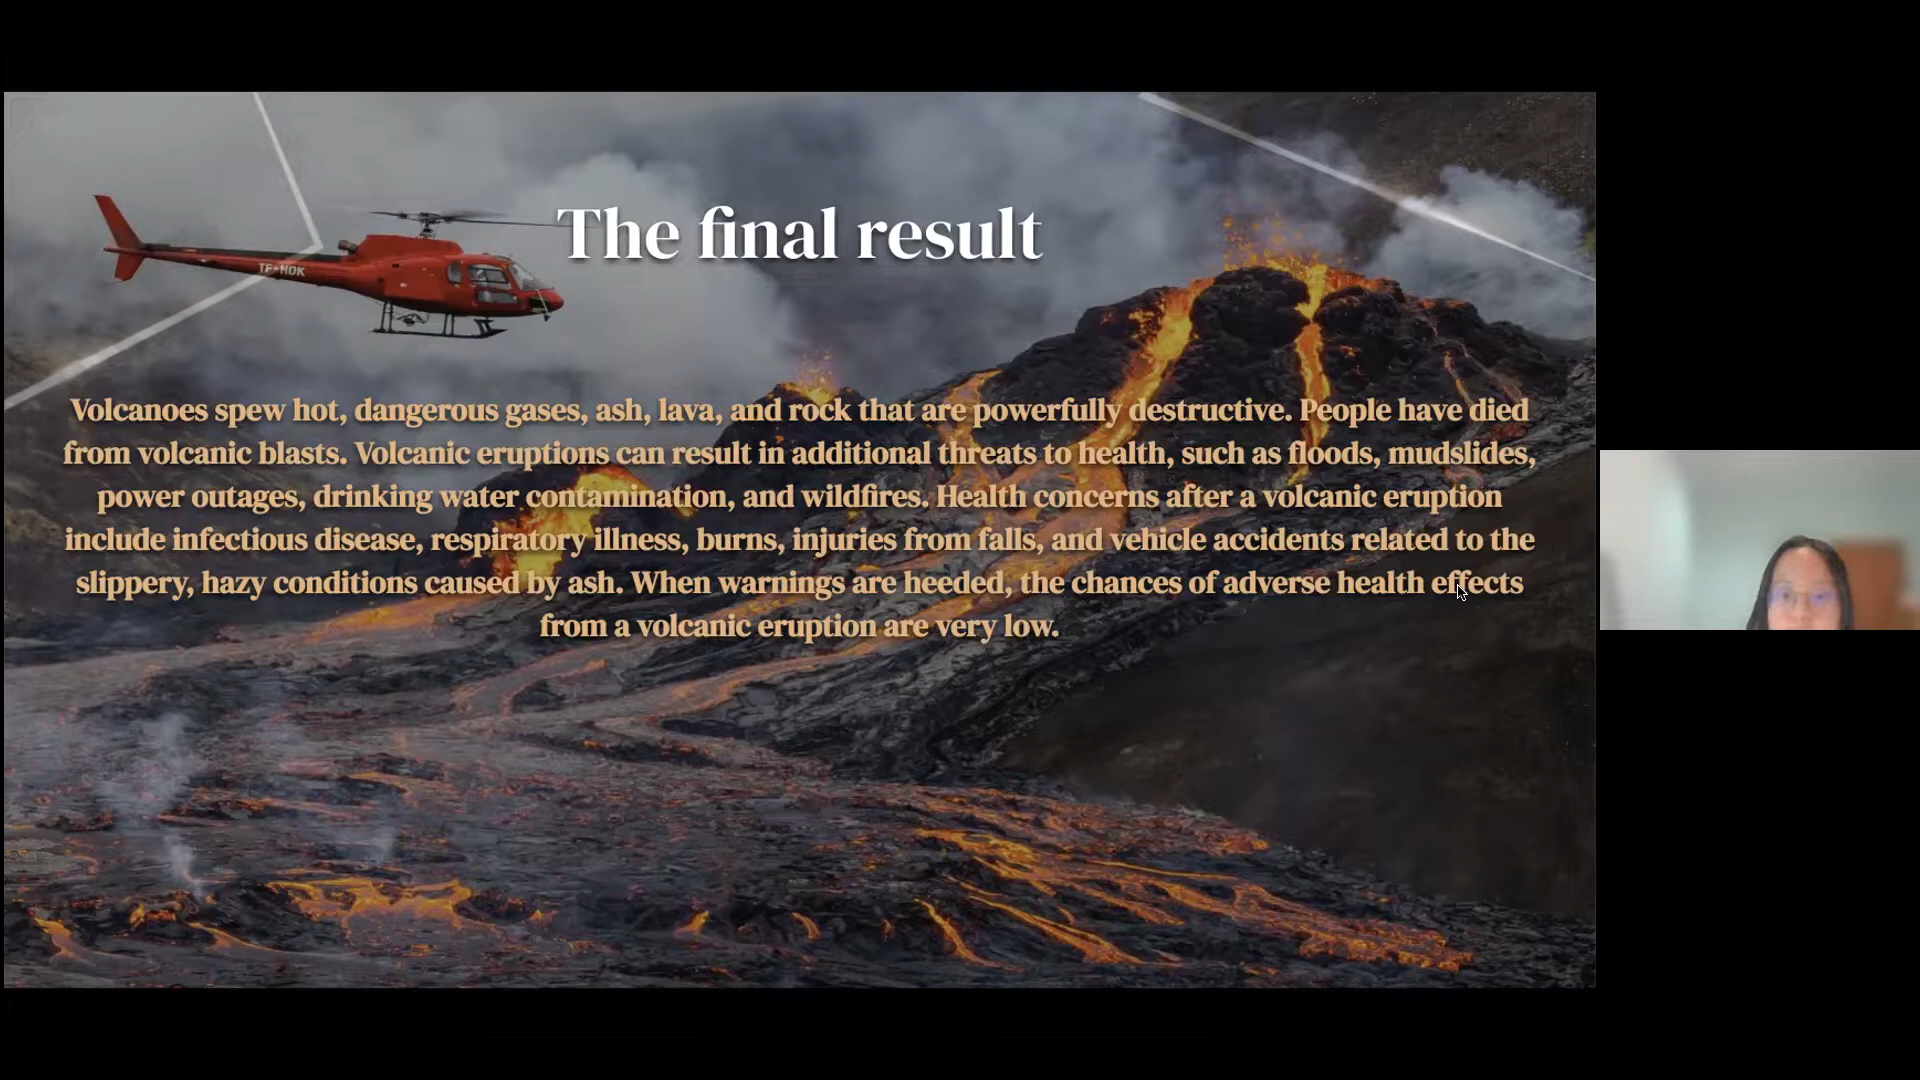 The final result
TF-HDK
Volcanoes spew hot, dangerous gases, ash, lava, and rock that are powerfully destructive. People have died
from volcanic blasts. Volcanic eruptions can result in additional threats to health, such as floods, mudslides,
power outages, drinking water contamination, and wildfires. Health concerns after a volcanic eruption
include infectious disease, respiratory illness, burns, injuries from falls, and vehicle accidents related to the
slippery, hazy conditions caused by ash. When warnings are heeded, the chances of adverse health effects
from a volcanic eruption are very low.